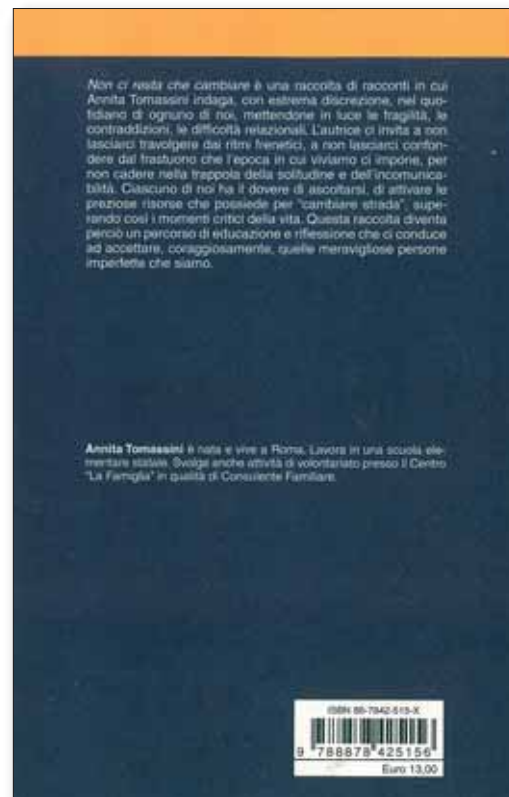 Non ci resta che cambiare è una raccolta di racconti in cui
Annita Tomassini indaga, con estrema discrezione, nel quo-
tidiano di ognuno di noi, mettendone in luce le fragilità, le
contraddizioni, le difficoltà relazionali. L'autrice ci invita a non
lasciarci travolgere dai ritmi frenetici, a non lasciarci confon-
dere dal frastuono che l'epoca in cui viviamo ci impone, per
non cadere nella trappola della solitudine e dell'incomunica-
bilità. Ciascuno di noi ha il dovere di ascoltarsi, di attivare le
preziose risorse che possiede per "cambiare strada", supe-
rando così i momenti critici della vita. Questa raccolta diventa
perciò un percorso di educazione e riflessione che ci conduce
ad accettare, coraggiosamente, quelle meravigliose persone
imperfette che siamo.
Annita Tomassini è nata e vive a Roma. Lavora in una scuola ele-
mentare statale. Svolge anche attività di volontariato presso il Centro
"La Famiglia" in qualità di Consulente Familiare.
ISBN 88-7842-515-X
9 788878 425156
Euro 13,00